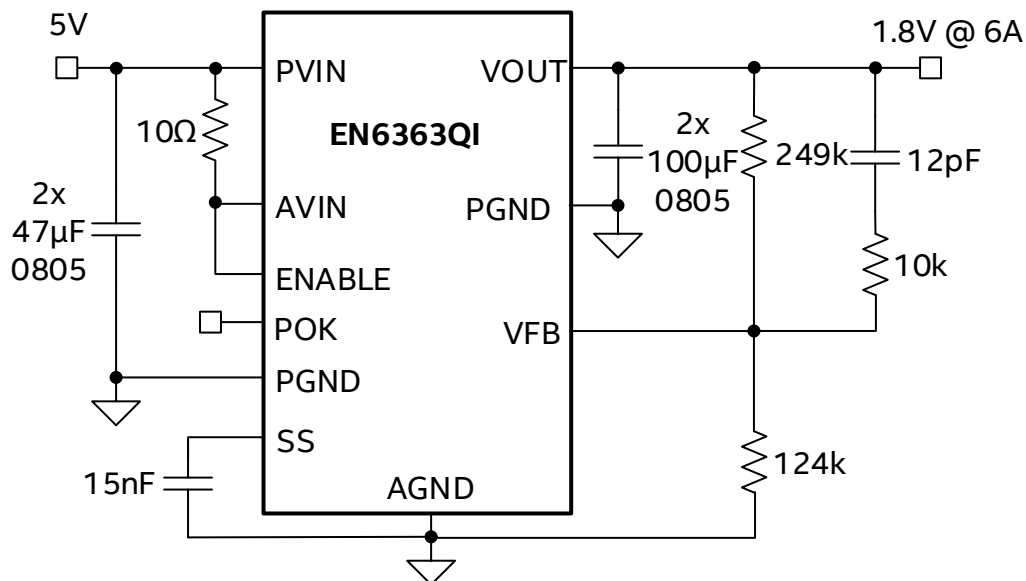 5V
1.8V @ 6A
PVIN
VOUT
10Ω
EN6363QI
2x
100µF
0805
249k
12pF
2x
47µF
0805
AVIN
PGND
ENABLE
10k
POK
VFB
PGND
SS
15nF
AGND
124k